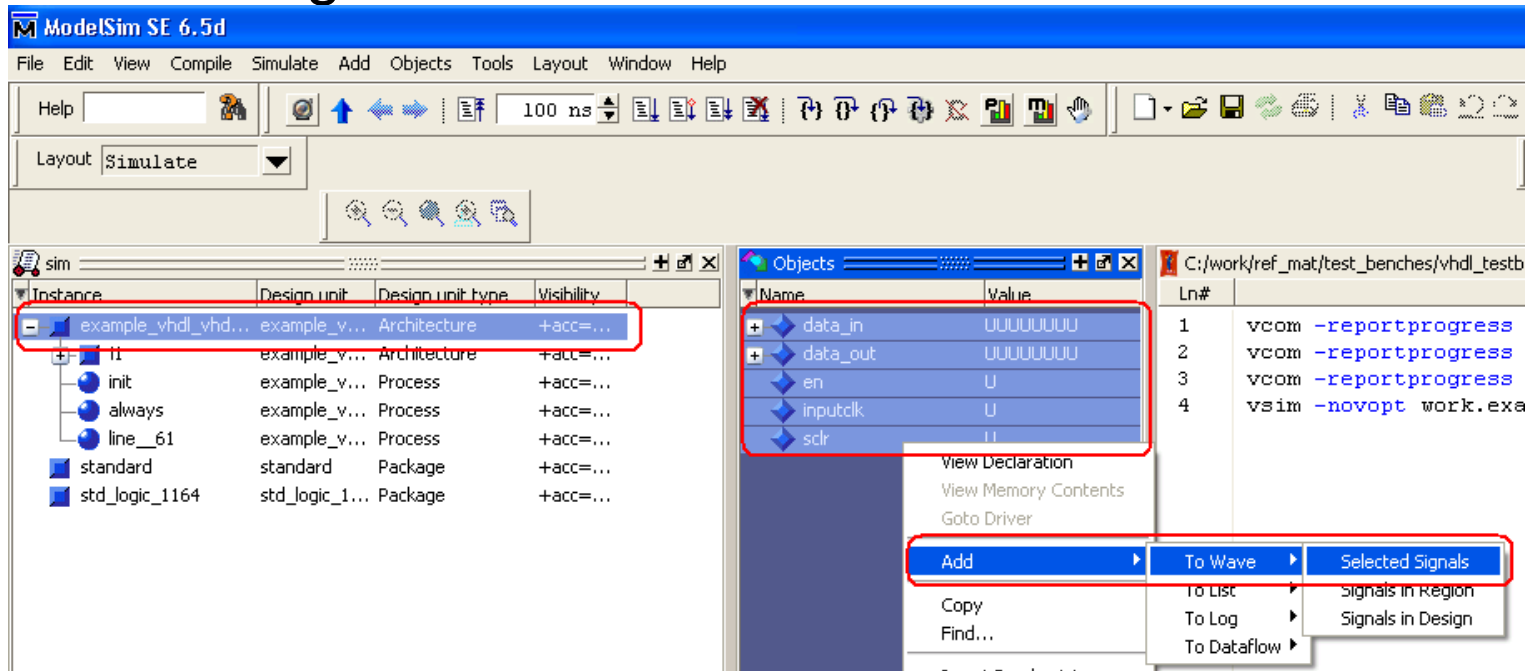 ModelSim SE 6.5d
File Edit View Compile Simulate Add Objects Tools Layout Window Help
Help 100 ns
Layout Simulate
sim
Instance Design unit Design unit type Visibility
example_vhdl_vhd... example_v... Architecture +acc=...
i1 example_v... Architecture +acc=...
init example_v... Process +acc=...
always example_v... Process +acc=...
line__61 example_v... Process +acc=...
standard standard Package +acc=...
std_logic_1164 std_logic_1... Package +acc=...
Objects
Name Value
data_in UUUUUUUU
data_out UUUUUUUU
en U
inputclk U
sclr U
View Declaration
View Memory Contents
Goto Driver
Add
Copy
Find...
To Wave
To List
To Log
To Dataflow
Selected Signals
Signals in Region
Signals in Design
C:/work/ref_mat/test_benches/vhdl_testb
Ln#
1 vcom -reportprogress
2 vcom -reportprogress
3 vcom -reportprogress
4 vsim -novopt work.exa